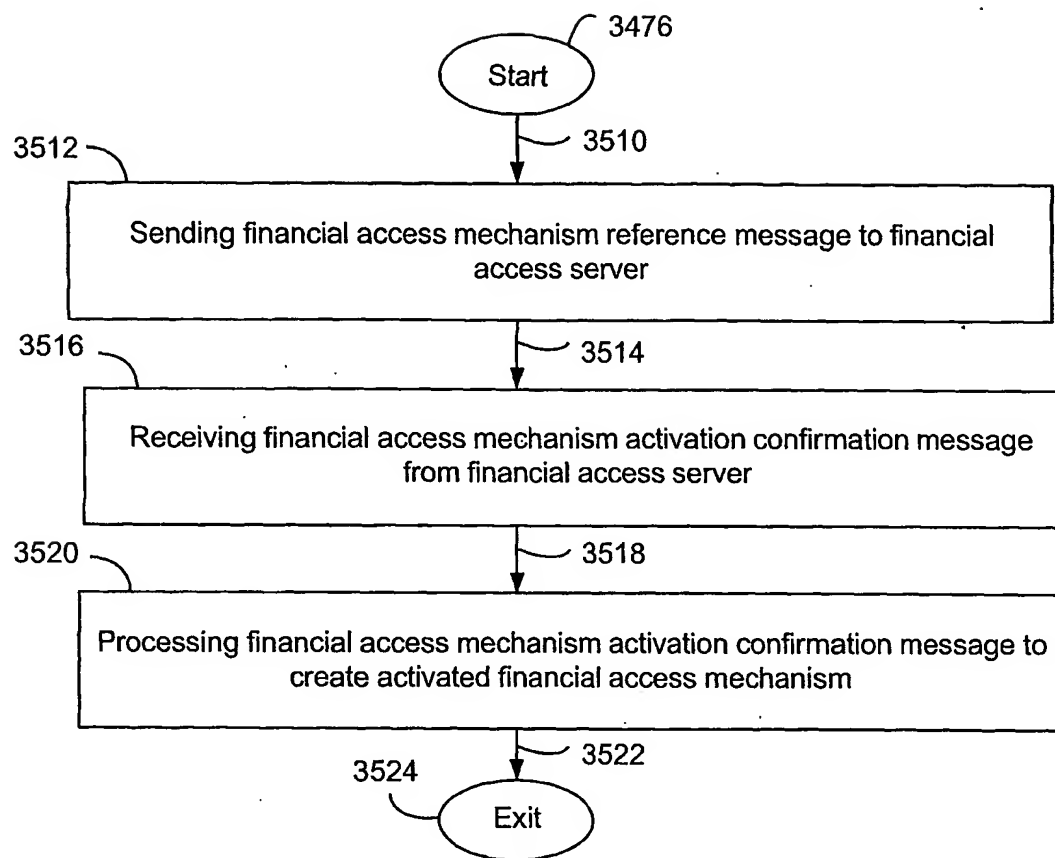 3476
Start
3510
3512
Sending financial access mechanism reference message to financial
access server
3514
3516
Receiving financial access mechanism activation confirmation message
from financial access server
3518
3520
Processing financial access mechanism activation confirmation message to
create activated financial access mechanism
3522
3524
Exit